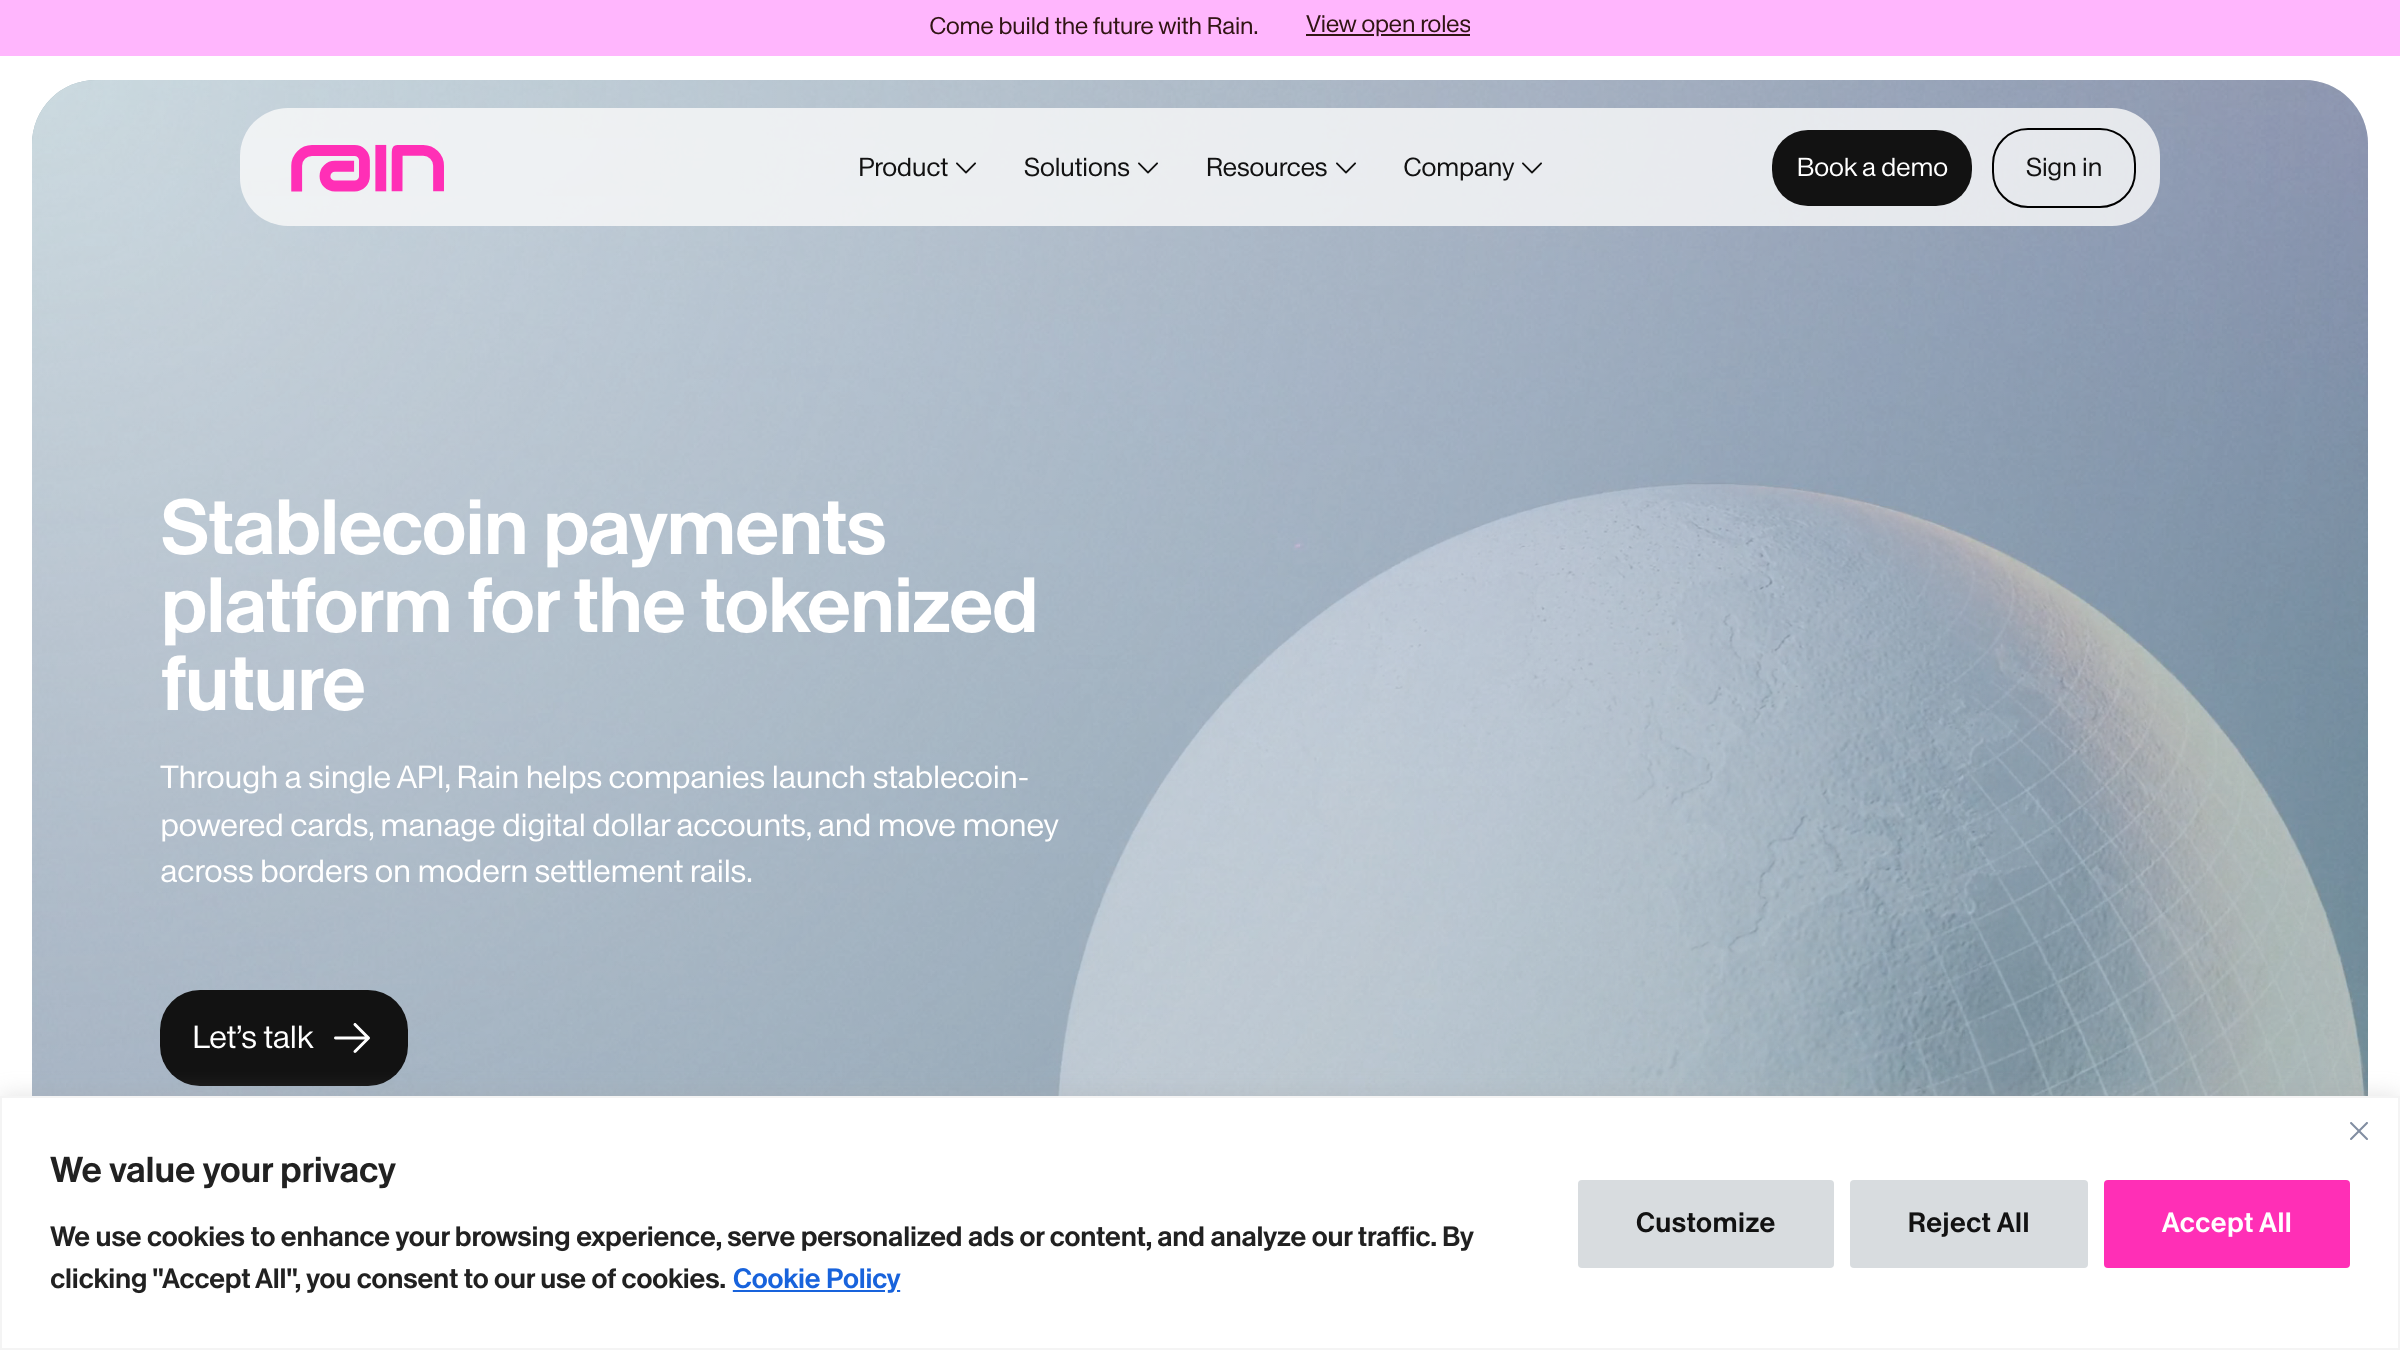 Come build the future with Rain. View open roles
rain
Product Solutions Resources Company Book a demo Sign in
Stablecoin payments
platform for the tokenized
future
Through a single API, Rain helps companies launch stablecoin-
powered cards, manage digital dollar accounts, and move money
across borders on modern settlement rails.
Let’s talk
We value your privacy
We use cookies to enhance your browsing experience, serve personalized ads or content, and analyze our traffic. By
clicking "Accept All", you consent to our use of cookies. Cookie Policy
Customize Reject All Accept All